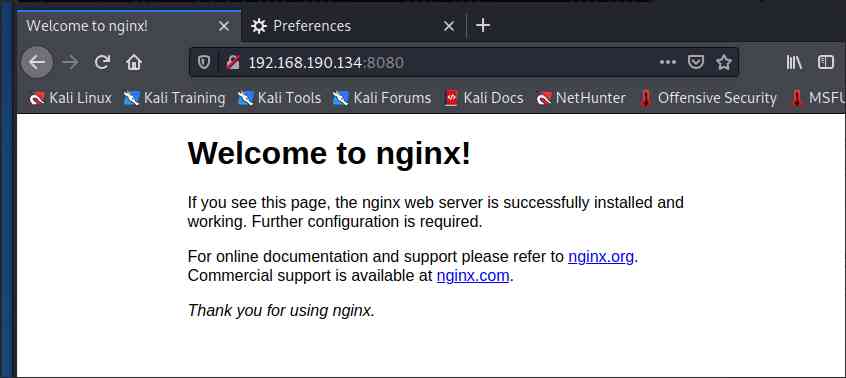 Welcome to nginx!
Preferences
192.168.190.134:8080
Kali Linux Kali Training Kali Tools Kali Forums Kali Docs NetHunter Offensive Security MSFU
Welcome to nginx!
If you see this page, the nginx web server is successfully installed and
working. Further configuration is required.
For online documentation and support please refer to nginx.org.
Commercial support is available at nginx.com.
Thank you for using nginx.